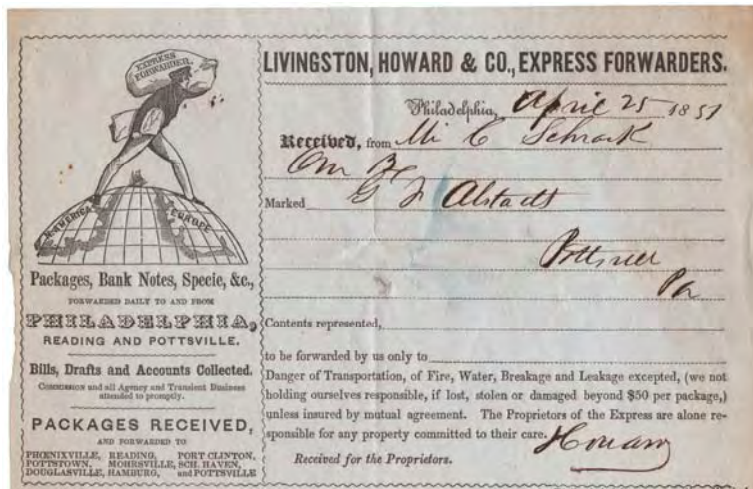 EXPRESS
FORWARDER.
N. AMERICA
EUROPE
Packages, Bank Notes, Specie, &c.,
FORWARDED DAILY TO AND FROM
PHILADELPHIA,
READING AND POTTSVILLE.
Bills, Drafts and Accounts Collected.
COMMISSION and all Agency and Transient Business
attended to promptly.
PACKAGES RECEIVED,
AND FORWARDED TO
PHŒNIXVILLE, READING, PORT CLINTON,
POTTSTOWN, MOHRSVILLE, SCH. HAVEN,
DOUGLASVILLE, HAMBURG, and POTTSVILLE
LIVINGSTON, HOWARD & CO., EXPRESS FORWARDERS.
Philadelphia, April 25 1851
Received, from C Schrack
One
Marked G Alstadt
Pottsville
Pa
Contents represented,
to be forwarded by us only to
Danger of Transportation, of Fire, Water, Breakage and Leakage excepted, (we not
holding ourselves responsible, if lost, stolen or damaged beyond $50 per package,)
unless insured by mutual agreement. The Proprietors of the Express are alone re-
sponsible for any property committed to their care.
Howard
Received for the Proprietors.